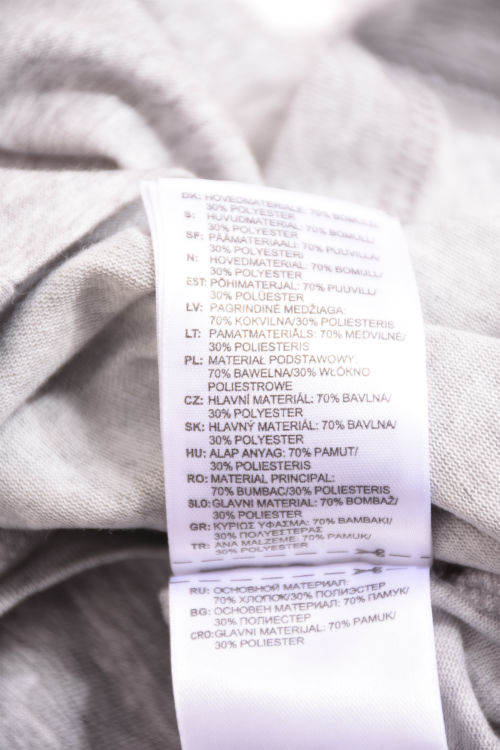 DK: HOVEDMATERIALE: 70% BOMULD/
30% POLYESTER
S: HUVUDMATERIAL: 70% BOMULL/
30% POLYESTER
SF: PÄÄMATERIAALI: 70% PUUVILLA/
30% POLYESTERI
N: HOVEDMATERIAL: 70% BOMULL/
30% POLYESTER
EST: PÕHIMATERJAL: 70% PUUVILL/
30% POLÜESTER
LV: PAGRINDINĖ MEDŽIAGA:
70% KOKVILNA/30% POLIESTERIS
LT: PAMATMATERIĀLS: 70% MEDVILNĖ/
30% POLIESTERIS
PL: MATERIAŁ PODSTAWOWY:
70% BAWEŁNA/30% WŁÓKNO
POLIESTROWE
CZ: HLAVNÍ MATERIÁL: 70% BAVLNA/
30% POLYESTER
SK: HLAVNÝ MATERIÁL: 70% BAVLNA/
30% POLYESTER
HU: ALAP ANYAG: 70% PAMUT/
30% POLIESTERIS
RO: MATERIAL PRINCIPAL:
70% BUMBAC/30% POLIESTERIS
SLO: GLAVNI MATERIAL: 70% BOMBAŽ/
30% POLIESTER
GR: ΚΥΡΙΟΣ ΥΦΑΣΜΑ: 70% BAMBAKI/
30% ΠΟΛΥΕΣΤΕΡΑΣ
TR: ANA MALZEME: 70% PAMUK/
30% POLYESTER
RU: ОСНОВНОЙ МАТЕРИАЛ:
70% ХЛОПОК/30% ПОЛИЭСТЕР
BG: ОСНОВЕН МАТЕРИАЛ: 70% ПАМУК/
30% ПОЛИЕСТЕР
CRO: GLAVNI MATERIJAL: 70% PAMUK/
30% POLIESTER